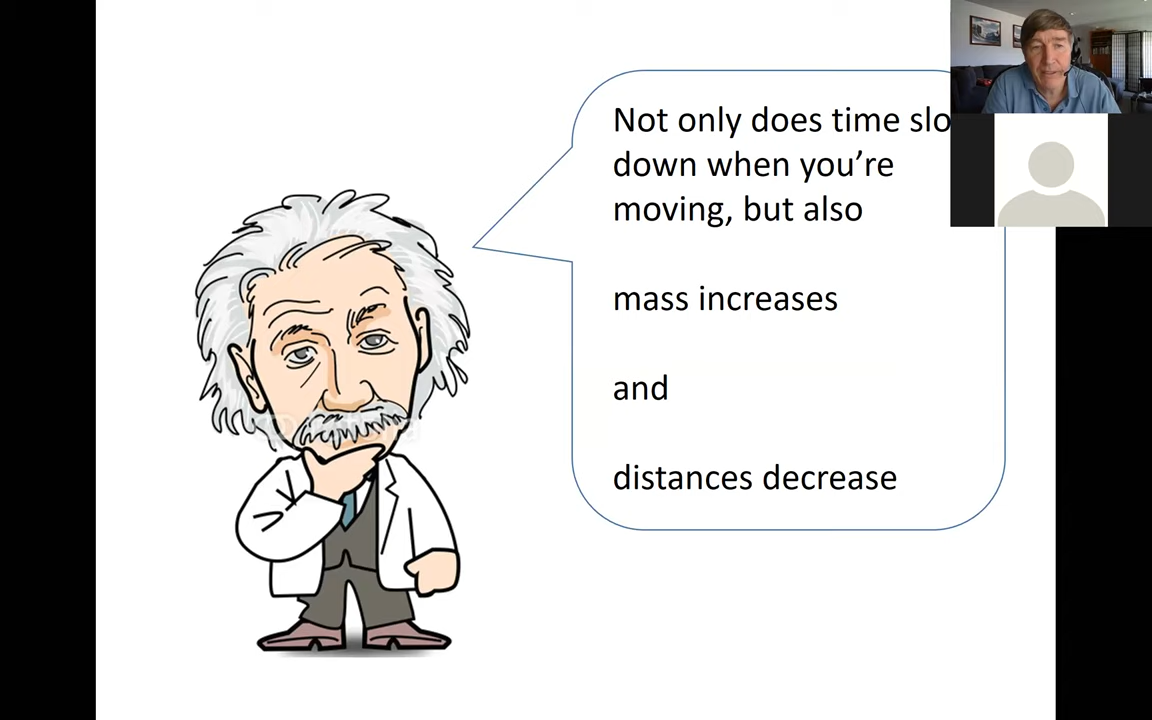 Not only does time slo
down when you’re
moving, but also
mass increases
and
distances decrease